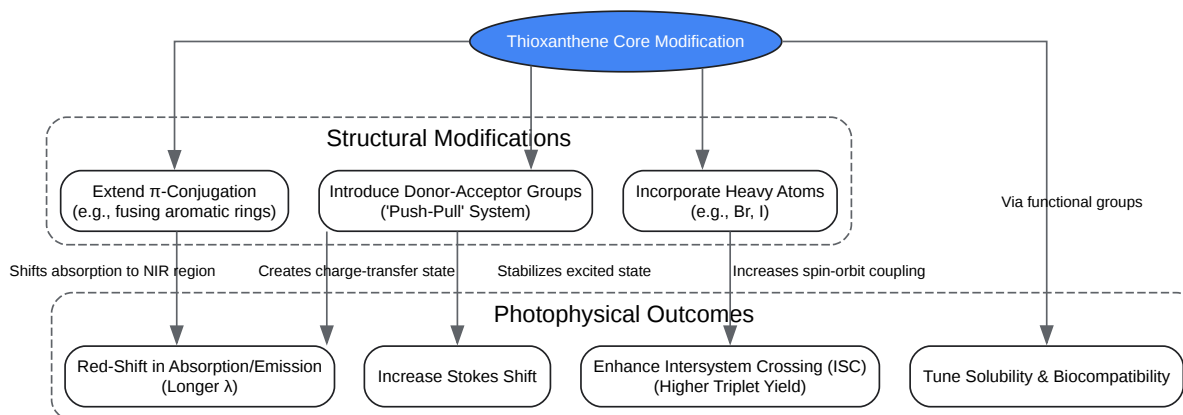 Thioxanthene Core Modification
Structural Modifications
Extend π-Conjugation
(e.g., fusing aromatic rings)
Introduce Donor-Acceptor Groups
('Push-Pull' System)
Incorporate Heavy Atoms
(e.g., Br, I)
Via functional groups
Shifts absorption to NIR region
Creates charge-transfer state
Stabilizes excited state
Increases spin-orbit coupling
Photophysical Outcomes
Red-Shift in Absorption/Emission
(Longer λ)
Increase Stokes Shift
Enhance Intersystem Crossing (ISC)
(Higher Triplet Yield)
Tune Solubility & Biocompatibility